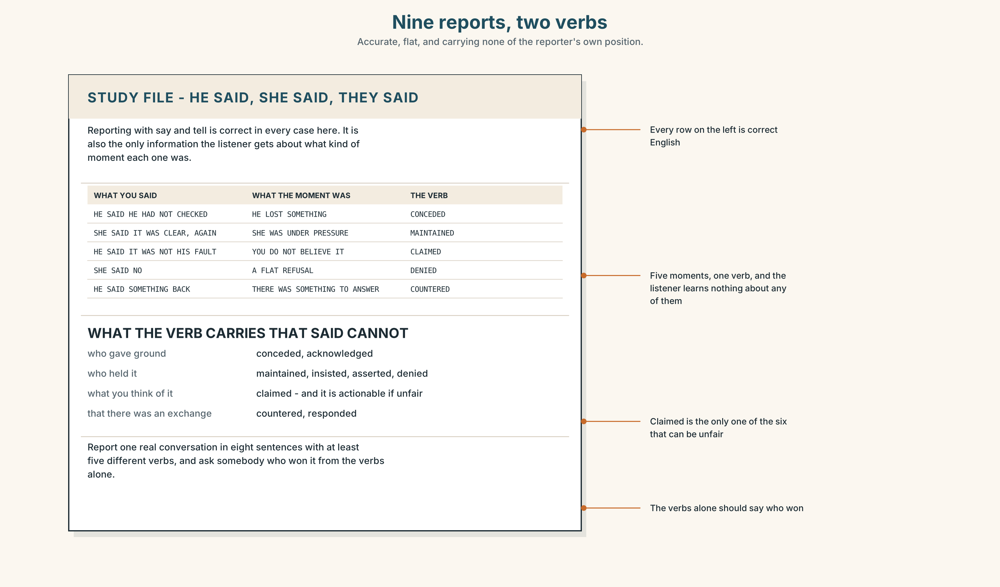 Nine reports, two verbs
Accurate, flat, and carrying none of the reporter's own position.
STUDY FILE - HE SAID, SHE SAID, THEY SAID
Reporting with say and tell is correct in every case here. It is
also the only information the listener gets about what kind of
moment each one was.
WHAT YOU SAID WHAT THE MOMENT WAS THE VERB
HE SAID HE HAD NOT CHECKED HE LOST SOMETHING CONCEDED
SHE SAID IT WAS CLEAR, AGAIN SHE WAS UNDER PRESSURE MAINTAINED
HE SAID IT WAS NOT HIS FAULT YOU DO NOT BELIEVE IT CLAIMED
SHE SAID NO A FLAT REFUSAL DENIED
HE SAID SOMETHING BACK THERE WAS SOMETHING TO ANSWER COUNTERED
WHAT THE VERB CARRIES THAT SAID CANNOT
who gave ground conceded, acknowledged
who held it maintained, insisted, asserted, denied
what you think of it claimed - and it is actionable if unfair
that there was an exchange countered, responded
Report one real conversation in eight sentences with at least
five different verbs, and ask somebody who won it from the verbs
alone.
Every row on the left is correct
English
Five moments, one verb, and the
listener learns nothing about any
of them
Claimed is the only one of the six
that can be unfair
The verbs alone should say who won